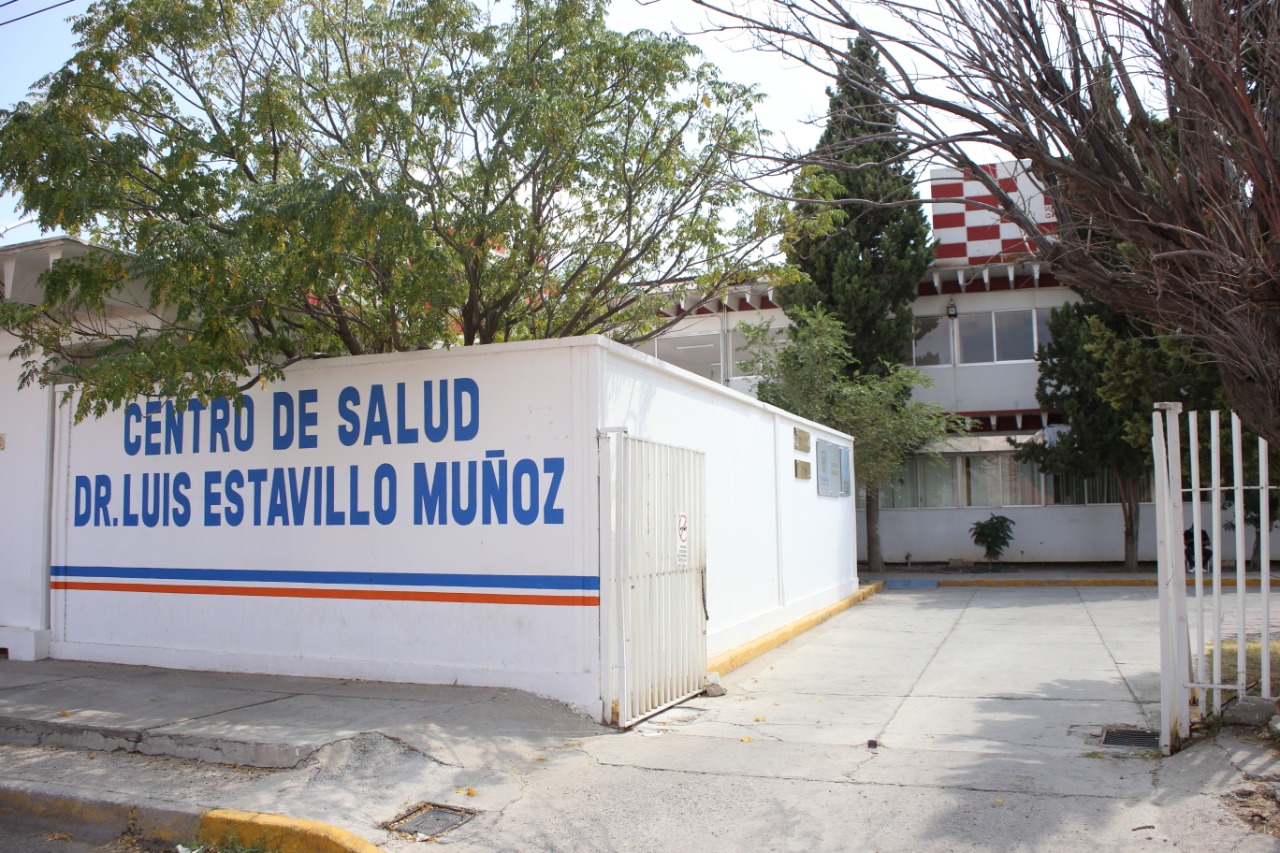 CENTRO DE SALUD
DR. LUIS ESTAVILLO MUÑOZ